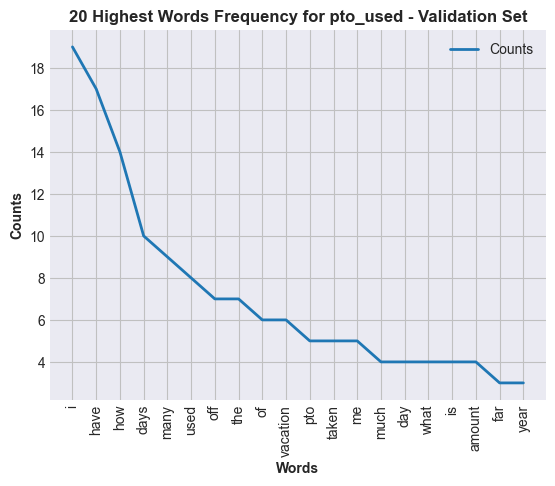 20 Highest Words Frequency for pto_used - Validation Set
Counts
Counts
18
16
14
12
10
8
6
4
i
have
how
days
many
used
off
the
of
vacation
pto
taken
me
much
day
what
is
amount
far
year
Words